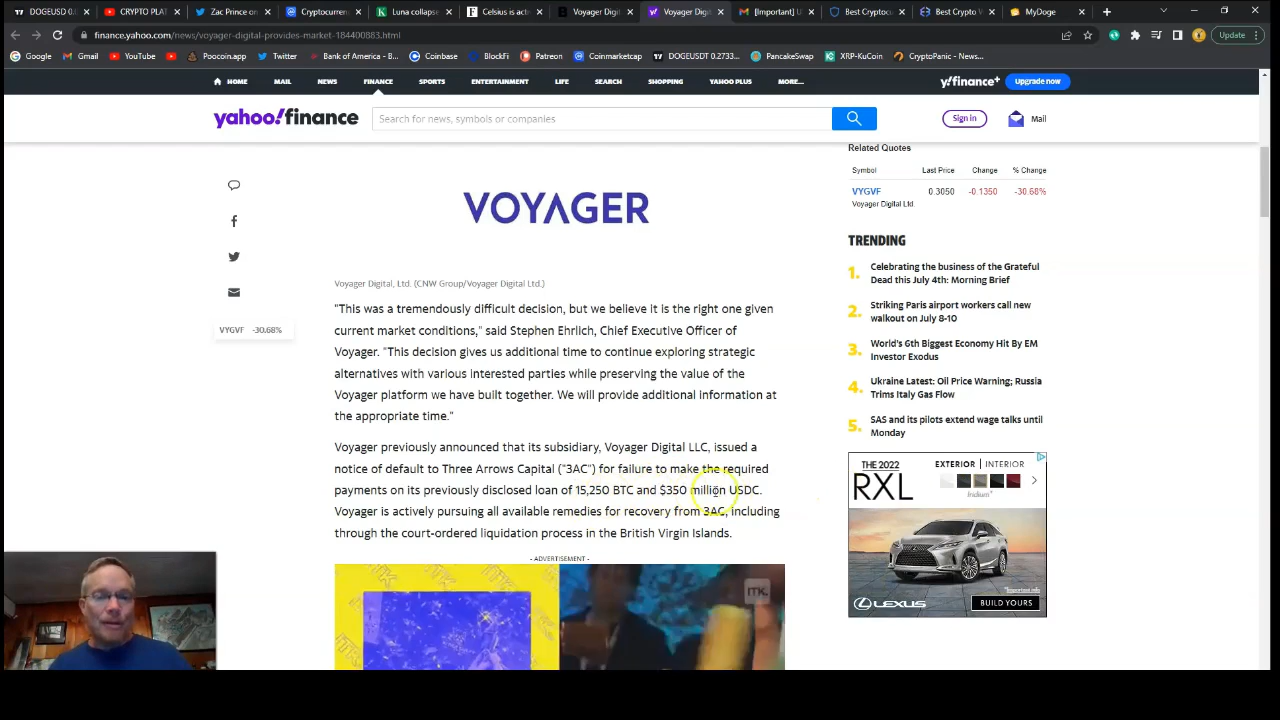 DOGEUSD 0.0
CRYPTO PLAT
Zac Prince on
Cryptocurrenc
Luna collapse
Celsius is acti
Voyager Digit
Voyager Digit
[Important] U
Best Cryptocu
Best Crypto W
MyDoge
finance.yahoo.com/news/voyager-digital-provides-market-184400883.html
Update
Google
Gmail
YouTube
Poocoin.app
Twitter
Bank of America - B...
Coinbase
BlockFi
Patreon
Coinmarketcap
DOGEUSDT 0.2733...
PancakeSwap
XRP-KuCoin
CryptoPanic - News...
HOME
MAIL
NEWS
FINANCE
SPORTS
ENTERTAINMENT
LIFE
SEARCH
SHOPPING
YAHOO PLUS
MORE...
y!finance+
Upgrade now
yahoo!finance
Search for news, symbols or companies
Sign in
Mail
VOYAGER
Voyager Digital, Ltd. (CNW Group/Voyager Digital Ltd.)
"This was a tremendously difficult decision, but we believe it is the right one given
current market conditions," said Stephen Ehrlich, Chief Executive Officer of
Voyager. "This decision gives us additional time to continue exploring strategic
alternatives with various interested parties while preserving the value of the
Voyager platform we have built together. We will provide additional information at
the appropriate time."
Voyager previously announced that its subsidiary, Voyager Digital LLC, issued a
notice of default to Three Arrows Capital ("3AC") for failure to make the required
payments on its previously disclosed loan of 15,250 BTC and $350 million USDC.
Voyager is actively pursuing all available remedies for recovery from 3AC, including
through the court-ordered liquidation process in the British Virgin Islands.
- ADVERTISEMENT -
ITK
VYGVF -30.68%
Related Quotes
Symbol Last Price Change % Change
VYGVF 0.3050 -0.1350 -30.68%
Voyager Digital Ltd.
TRENDING
1. Celebrating the business of the Grateful
Dead this July 4th: Morning Brief
2. Striking Paris airport workers call new
walkout on July 8-10
3. World's 6th Biggest Economy Hit By EM
Investor Exodus
4. Ukraine Latest: Oil Price Warning; Russia
Trims Italy Gas Flow
5. SAS and its pilots extend wage talks until
Monday
THE 2022
RXL
EXTERIOR | INTERIOR
Iridium
LEXUS
BUILD YOURS